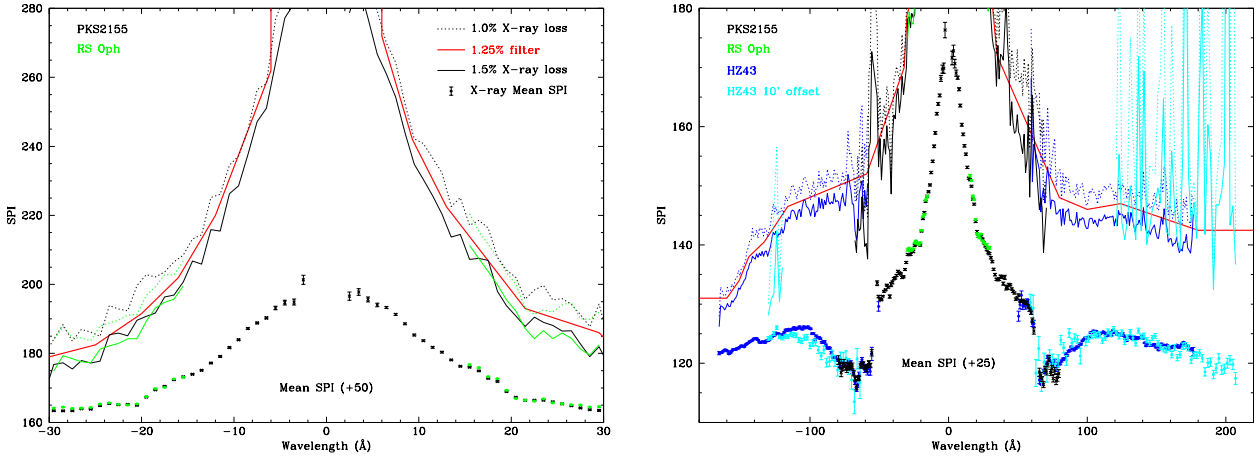 PKS2155
RS Oph
1.0% X-ray loss
1.25% filter
1.5% X-ray loss
X-ray Mean SPI
Mean SPI (+50)
SPI
280
260
240
220
200
180
160
−30
−20
−10
0
10
20
30
Wavelength (Å)
PKS2155
RS Oph
HZ43
HZ43 10' offset
Mean SPI (+25)
SPI
180
160
140
120
−100
0
100
200
Wavelength (Å)